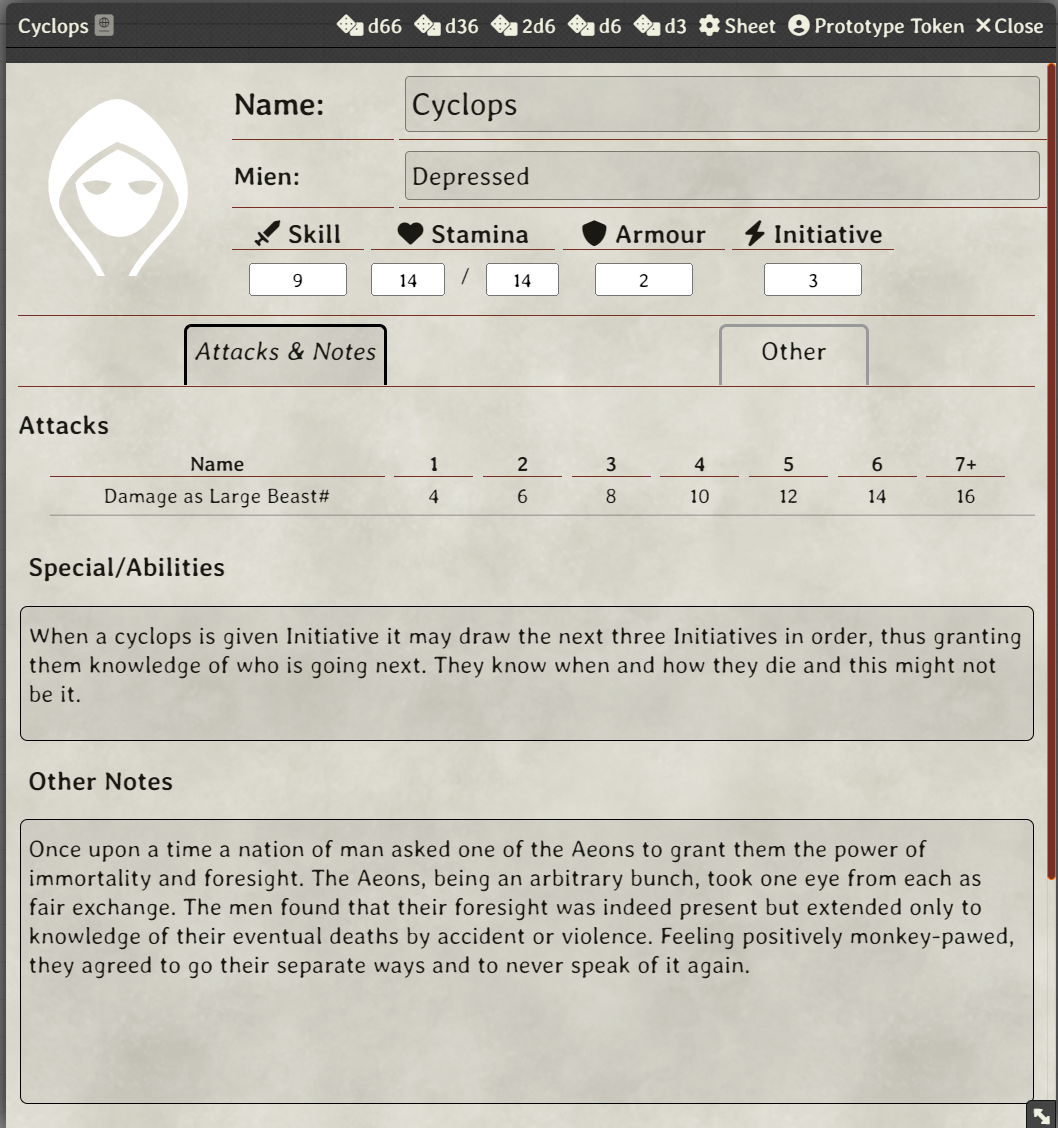 Cyclops d66 d36 2d6 d6 d3 Sheet Prototype Token Close
Name: Cyclops
Mien: Depressed
Skill Stamina Armour Initiative
9 14 / 14 2 3
Attacks & Notes Other
Attacks
Name 1 2 3 4 5 6 7+
Damage as Large Beast# 4 6 8 10 12 14 16
Special/Abilities
When a cyclops is given Initiative it may draw the next three Initiatives in order, thus granting
them knowledge of who is going next. They know when and how they die and this might not
be it.
Other Notes
Once upon a time a nation of man asked one of the Aeons to grant them the power of
immortality and foresight. The Aeons, being an arbitrary bunch, took one eye from each as
fair exchange. The men found that their foresight was indeed present but extended only to
knowledge of their eventual deaths by accident or violence. Feeling positively monkey-pawed,
they agreed to go their separate ways and to never speak of it again.